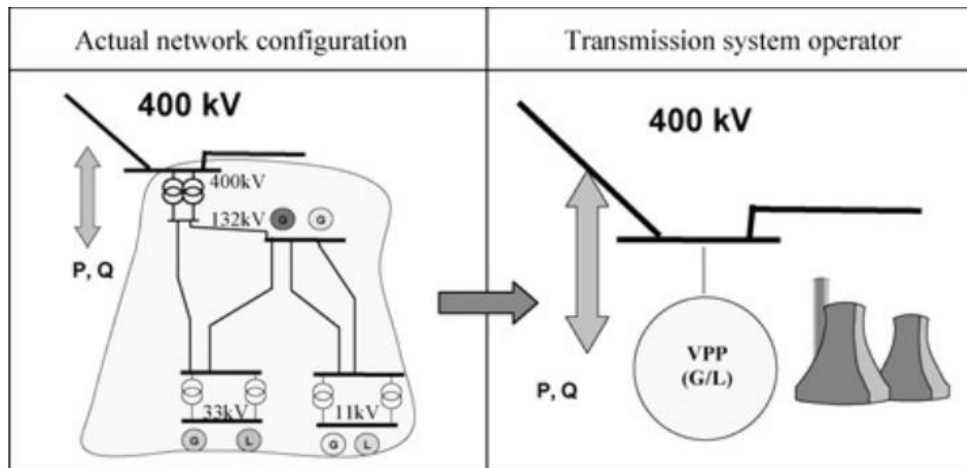 Actual network configuration
Transmission system operator
400 kV
400kV
132kV
G
G
P, Q
33kV
11kV
G
L
G
L
400 kV
VPP
(G/L)
P, Q